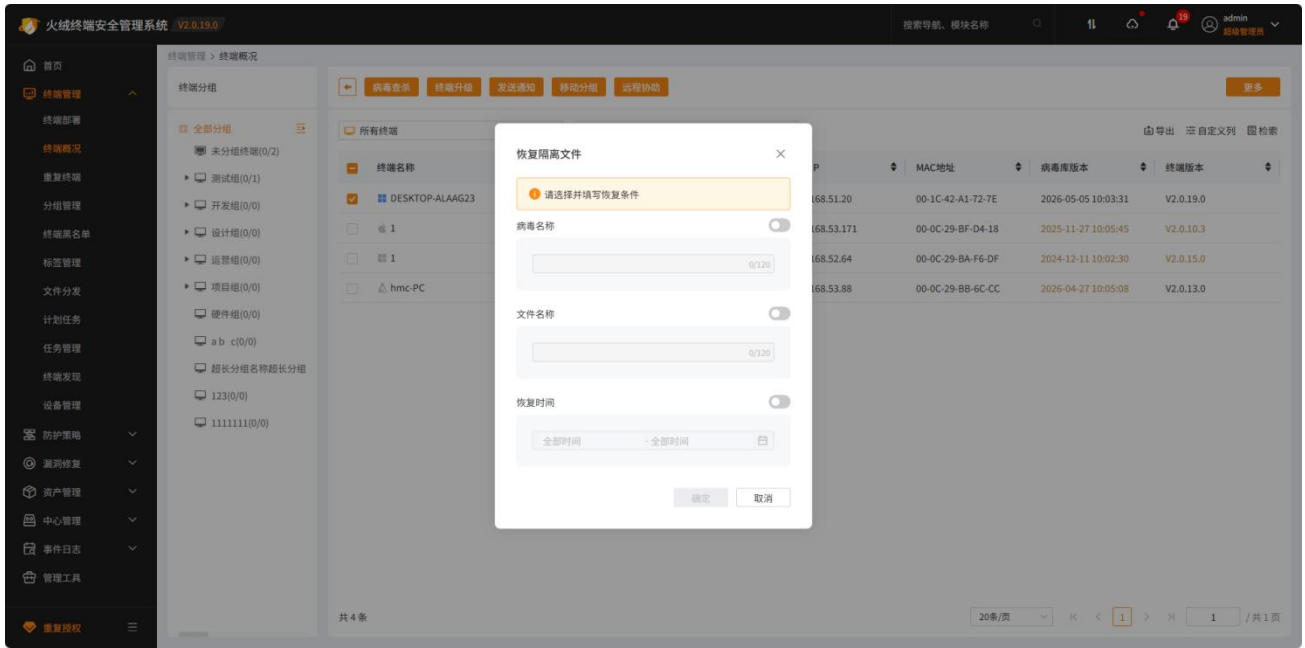 火绒终端安全管理系统 V2.0.19.0
搜索导航、模块名称
19
admin
超级管理员
首页
终端管理
终端部署
终端概况
重复终端
分组管理
终端黑名单
标签管理
文件分发
计划任务
任务管理
终端发现
设备管理
防护策略
漏洞修复
资产管理
中心管理
事件日志
管理工具
重复授权
终端管理 > 终端概况
终端分组
全部分组
未分组终端(0/2)
测试组(0/1)
开发组(0/0)
设计组(0/0)
运营组(0/0)
项目组(0/0)
硬件组(0/0)
a b c(0/0)
超长分组名称超长分组
123(0/0)
1111111(0/0)
病毒查杀 终端升级 发送通知 移动分组 远程协助 更多
所有终端
导出 自定义列 检索
终端名称 P MAC地址 病毒库版本 终端版本
DESKTOP-ALAAG23 168.51.20 00-1C-42-A1-72-7E 2026-05-05 10:03:31 V2.0.19.0
1 168.53.171 00-0C-29-BF-D4-18 2025-11-27 10:05:45 V2.0.10.3
1 168.52.64 00-0C-29-BA-F6-DF 2024-12-11 10:02:30 V2.0.15.0
hmc-PC 168.53.88 00-0C-29-BB-6C-CC 2026-04-27 10:05:08 V2.0.13.0
恢复隔离文件
请选择并填写恢复条件
病毒名称
0/120
文件名称
0/120
恢复时间
全部时间 - 全部时间
确定 取消
共 4 条
20条/页 1 1 / 共 1 页